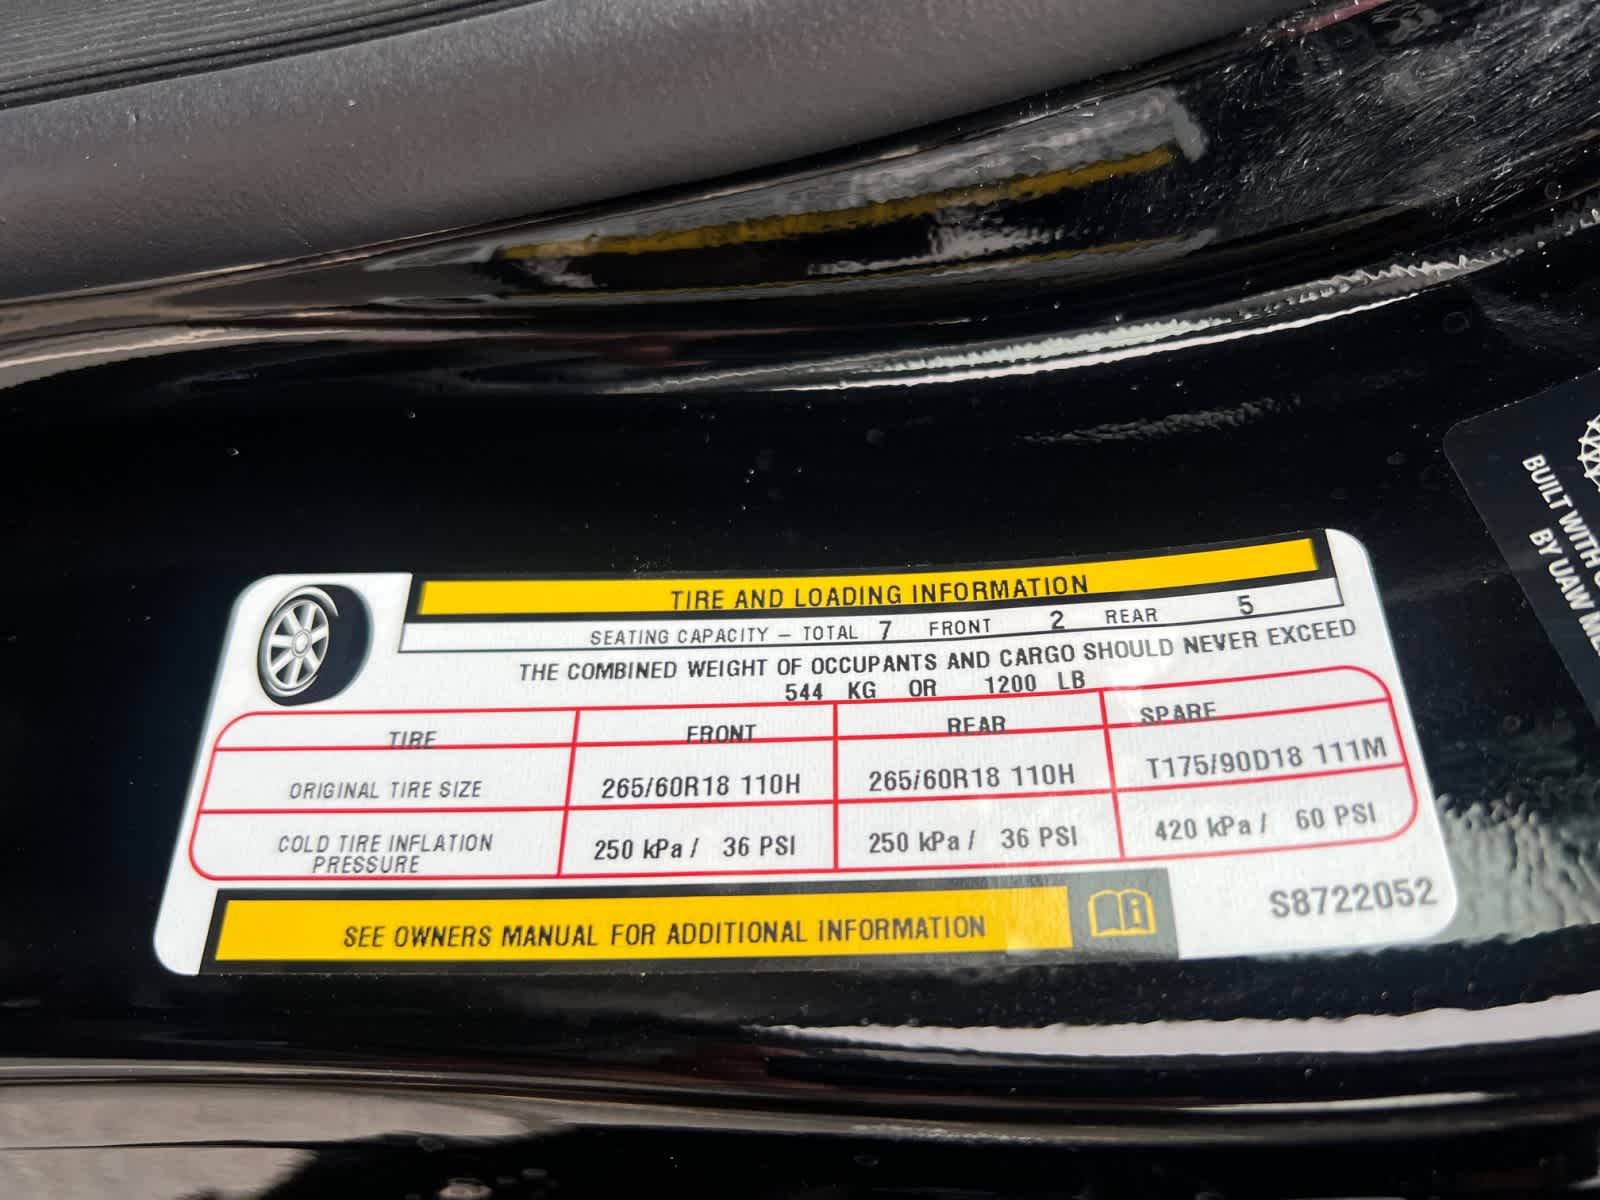 TIRE AND LOADING INFORMATION
SEATING CAPACITY – TOTAL 7 FRONT 2 REAR 5
THE COMBINED WEIGHT OF OCCUPANTS AND CARGO SHOULD NEVER EXCEED
544 KG OR 1200 LB
TIRE FRONT REAR SPARE
ORIGINAL TIRE SIZE 265/60R18 110H 265/60R18 110H T175/90D18 111M
COLD TIRE INFLATION
PRESSURE 250 kPa / 36 PSI 250 kPa / 36 PSI 420 kPa / 60 PSI
SEE OWNERS MANUAL FOR ADDITIONAL INFORMATION
S8722052
BUILT WITH
BY UAW